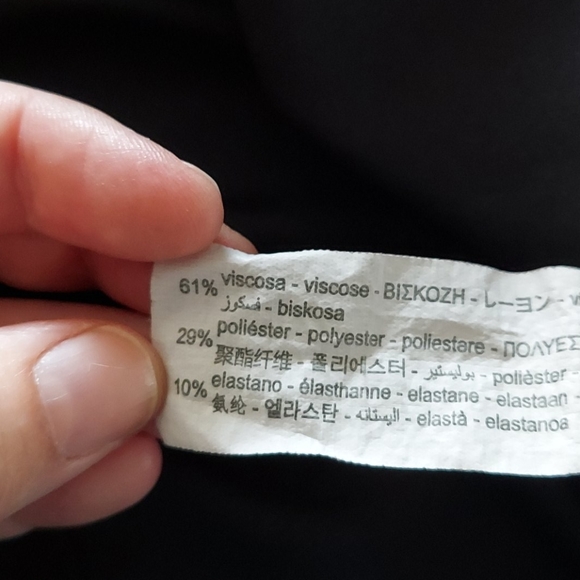 61% viscosa - viscose - ΒΙΣΚΟΖΗ - レーヨン -
فسكوز - biskosa
29% poliéster - polyester - poliestere - ΠΟΛΥΕΣ
聚酯纤维 - 폴리에스터 - بوليستير - polièster -
10% elastano - élasthanne - elastane - elastaan -
氨纶 - 엘라스탄 - اليستانه - elastà - elastanoa